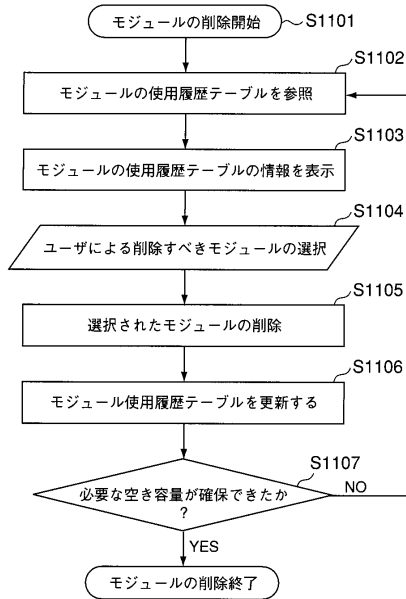 モジュールの削除開始
S1101
S1102
モジュールの使用履歴テーブルを参照
S1103
モジュールの使用履歴テーブルの情報を表示
S1104
ユーザによる削除すべきモジュールの選択
S1105
選択されたモジュールの削除
S1106
モジュール使用履歴テーブルを更新する
S1107
必要な空き容量が確保できたか
?
NO
YES
モジュールの削除終了